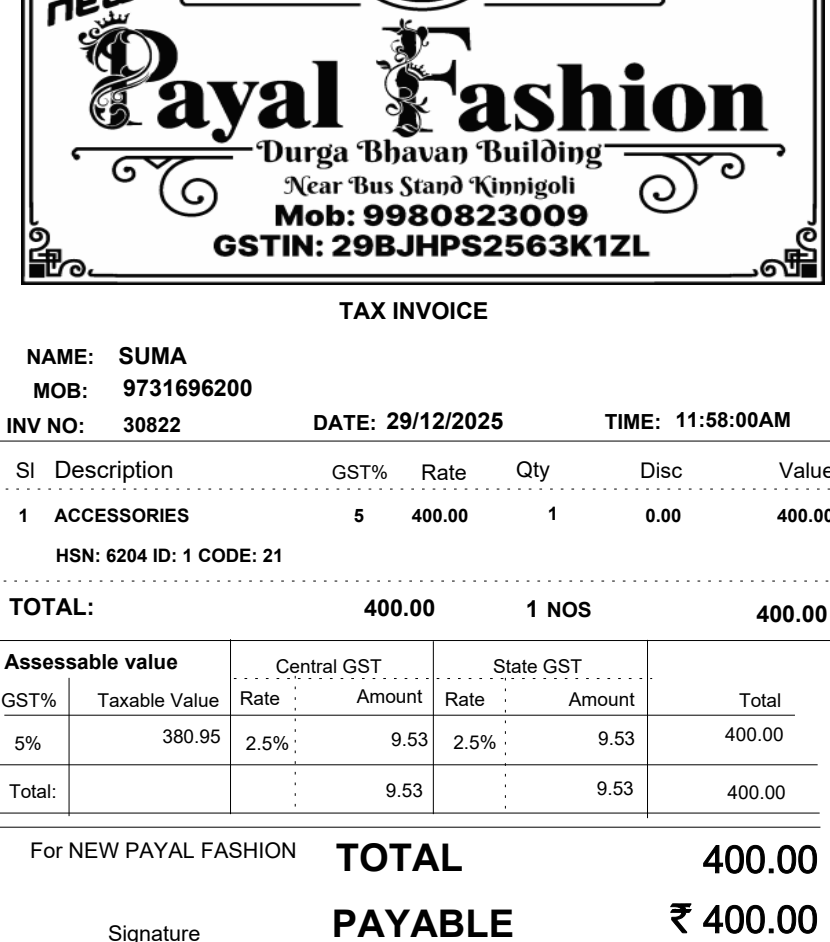 new
Payal Fashion
Durga Bhavan Building
Near Bus Stand Kinnigoli
Mob: 9980823009
GSTIN: 29BJHPS2563K1ZL
TAX INVOICE
NAME: SUMA
MOB: 9731696200
INV NO: 30822 DATE: 29/12/2025 TIME: 11:58:00AM
Sl Description GST% Rate Qty Disc Value
1 ACCESSORIES 5 400.00 1 0.00 400.00
HSN: 6204 ID: 1 CODE: 21
TOTAL: 400.00 1 NOS 400.00
Assessable value Central GST State GST
GST% Taxable Value Rate Amount Rate Amount Total
5% 380.95 2.5% 9.53 2.5% 9.53 400.00
Total: 9.53 9.53 400.00
For NEW PAYAL FASHION TOTAL 400.00
Signature PAYABLE ₹ 400.00